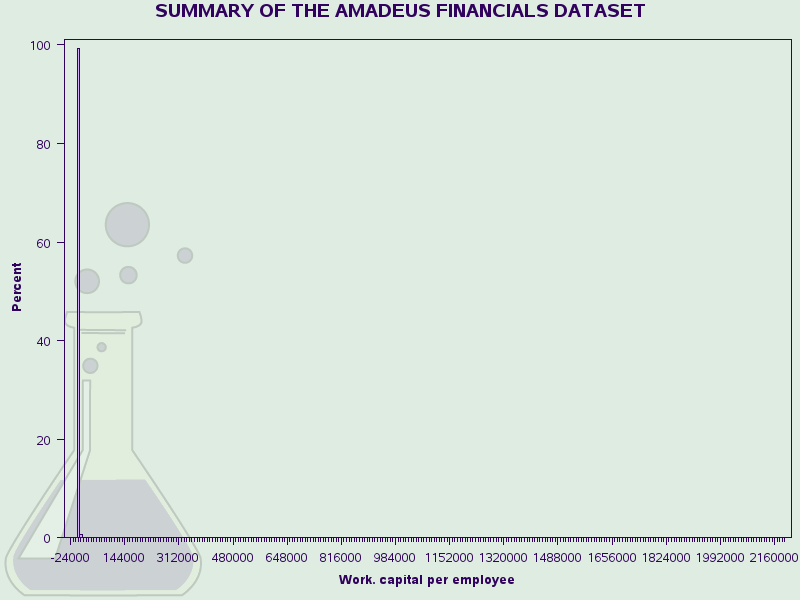 SUMMARY OF THE AMADEUS FINANCIALS DATASET
100
80
60
40
20
0
Percent
-24000 144000 312000 480000 648000 816000 984000 1152000 1320000 1488000 1656000 1824000 1992000 2160000
Work. capital per employee